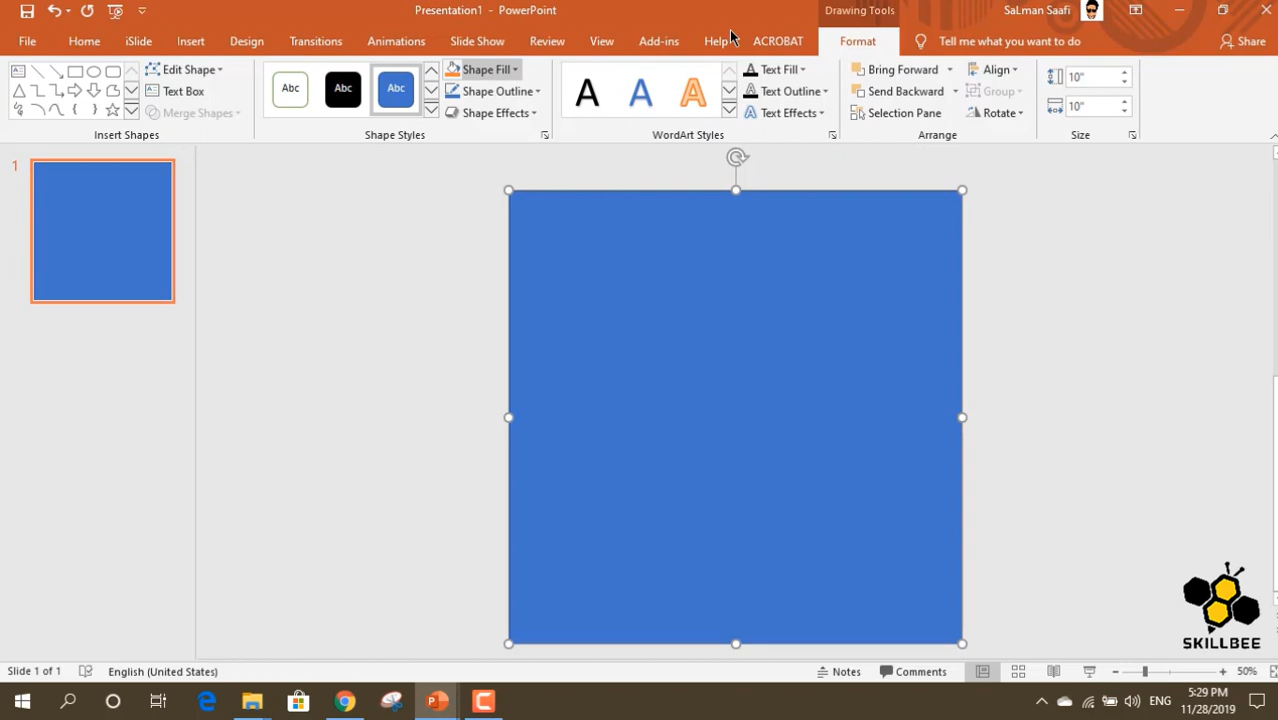 Presentation1 - PowerPoint
Drawing Tools
SaLman Saafi
File
Home
iSlide
Insert
Design
Transitions
Animations
Slide Show
Review
View
Add-ins
Help
ACROBAT
Format
Tell me what you want to do
Share
Edit Shape
Text Box
Merge Shapes
Insert Shapes
Abc
Abc
Abc
Shape Fill
Shape Outline
Shape Effects
Shape Styles
A
A
A
Text Fill
Text Outline
Text Effects
WordArt Styles
Bring Forward
Send Backward
Selection Pane
Align
Group
Rotate
Arrange
10"
10"
Size
1
SKILLBEE
Slide 1 of 1
English (United States)
Notes
Comments
50%
ENG
5:29 PM
11/28/2019